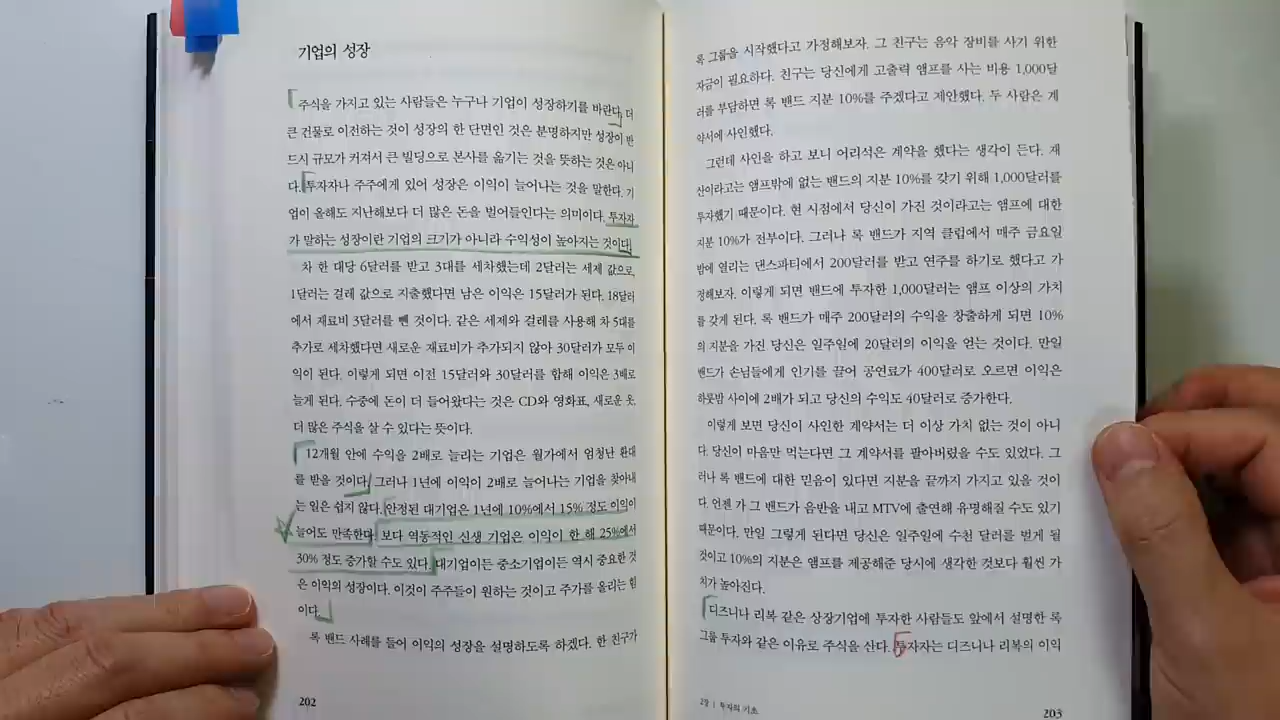 기업의 성장
주식을 가지고 있는 사람들은 누구나 기업이 성장하기를 바란다. 더
큰 건물로 이전하는 것이 성장의 한 단면인 것은 분명하지만 성장이 반
드시 규모가 커져서 큰 빌딩으로 본사를 옮기는 것을 뜻하는 것은 아니
다. 투자자나 주주에게 있어 성장은 이익이 늘어나는 것을 말한다. 기
업이 올해도 지난해보다 더 많은 돈을 벌어들인다는 의미이다. 투자자
가 말하는 성장이란 기업의 크기가 아니라 수익성이 높아지는 것이다.
차 한 대당 6달러를 받고 3대를 세차했는데 2달러는 세제 값으로,
1달러는 걸레 값으로 지출했다면 남은 이익은 15달러가 된다. 18달러
에서 재료비 3달러를 뺀 것이다. 같은 세제와 걸레를 사용해 차 5대를
추가로 세차했다면 새로운 재료비가 추가되지 않아 30달러가 모두 이
익이 된다. 이렇게 되면 이전 15달러와 30달러를 합해 이익은 3배로
늘게 된다. 수중에 돈이 더 들어왔다는 것은 CD와 영화표, 새로운 옷,
더 많은 주식을 살 수 있다는 뜻이다.
12개월 안에 수익을 2배로 늘리는 기업은 월가에서 엄청난 환대
를 받을 것이다. 그러나 1년에 이익이 2배로 늘어나는 기업을 찾아내
는 일은 쉽지 않다. 안정된 대기업은 1년에 10%에서 15% 정도 이익이
늘어도 만족한다. 보다 역동적인 신생 기업은 이익이 한 해 25%에서
30% 정도 증가할 수도 있다. 대기업이든 중소기업이든 역시 중요한 것
은 이익의 성장이다. 이것이 주주들이 원하는 것이고 주가를 올리는 힘
이다.
록 밴드 사례를 들어 이익의 성장을 설명하도록 하겠다. 한 친구가
202
록 그룹을 시작했다고 가정해보자. 그 친구는 음악 장비를 사기 위한
자금이 필요하다. 친구는 당신에게 고출력 앰프를 사는 비용 1,000달
러를 부담하면 록 밴드 지분 10%를 주겠다고 제안했다. 두 사람은 계
약서에 사인했다.
그런데 사인을 하고 보니 어리석은 계약을 했다는 생각이 든다. 재
산이라고는 앰프밖에 없는 밴드의 지분 10%를 갖기 위해 1,000달러를
투자했기 때문이다. 현 시점에서 당신이 가진 것이라고는 앰프에 대한
지분 10%가 전부이다. 그러나 록 밴드가 지역 클럽에서 매주 금요일
밤에 열리는 댄스파티에서 200달러를 받고 연주를 하기로 했다고 가
정해보자. 이렇게 되면 밴드에 투자한 1,000달러는 앰프 이상의 가치
를 갖게 된다. 록 밴드가 매주 200달러의 수익을 창출하게 되면 10%
의 지분을 가진 당신은 일주일에 20달러의 이익을 얻는 것이다. 만일
밴드가 손님들에게 인기를 끌어 공연료가 400달러로 오르면 이익은
하룻밤 사이에 2배가 되고 당신의 수익도 40달러로 증가한다.
이렇게 보면 당신이 사인한 계약서는 더 이상 가치 없는 것이 아니
다. 당신이 마음만 먹는다면 그 계약서를 팔아버렸을 수도 있었다. 그
러나 록 밴드에 대한 믿음이 있다면 지분을 끝까지 가지고 있을 것이
다. 언젠가 그 밴드가 음반을 내고 MTV에 출연해 유명해질 수도 있기
때문이다. 만일 그렇게 된다면 당신은 일주일에 수천 달러를 벌게 될
것이고 10%의 지분은 앰프를 제공해준 당시에 생각한 것보다 훨씬 가
치가 높아진다.
디즈니나 리복 같은 상장기업에 투자한 사람들도 앞에서 설명한 록
그룹 투자와 같은 이유로 주식을 산다. 투자자는 디즈니나 리복의 이익
2장 | 투자의 기초
203